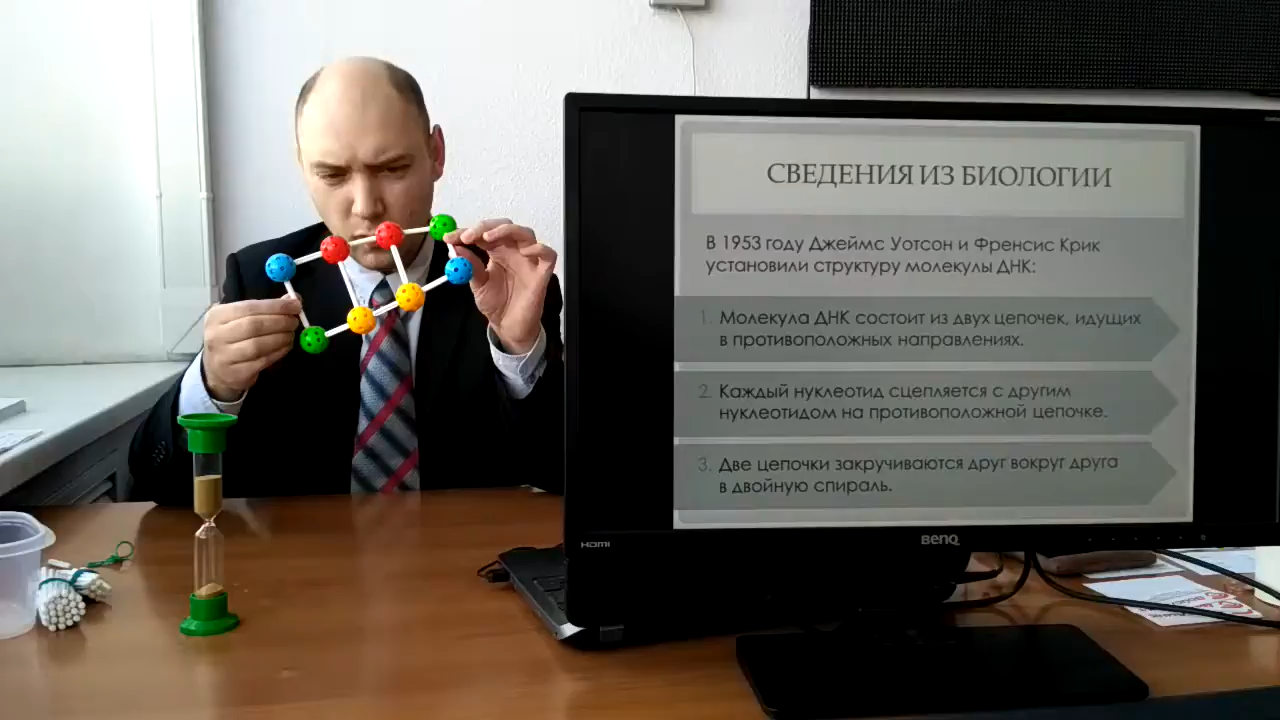 СВЕДЕНИЯ ИЗ БИОЛОГИИ
В 1953 году Джеймс Уотсон и Френсис Крик
установили структуру молекулы ДНК:
1. Молекула ДНК состоит из двух цепочек, идущих
в противоположных направлениях.
2. Каждый нуклеотид сцепляется с другим
нуклеотидом на противоположной цепочке.
3. Две цепочки закручиваются друг вокруг друга
в двойную спираль.
HDMI
BenQ